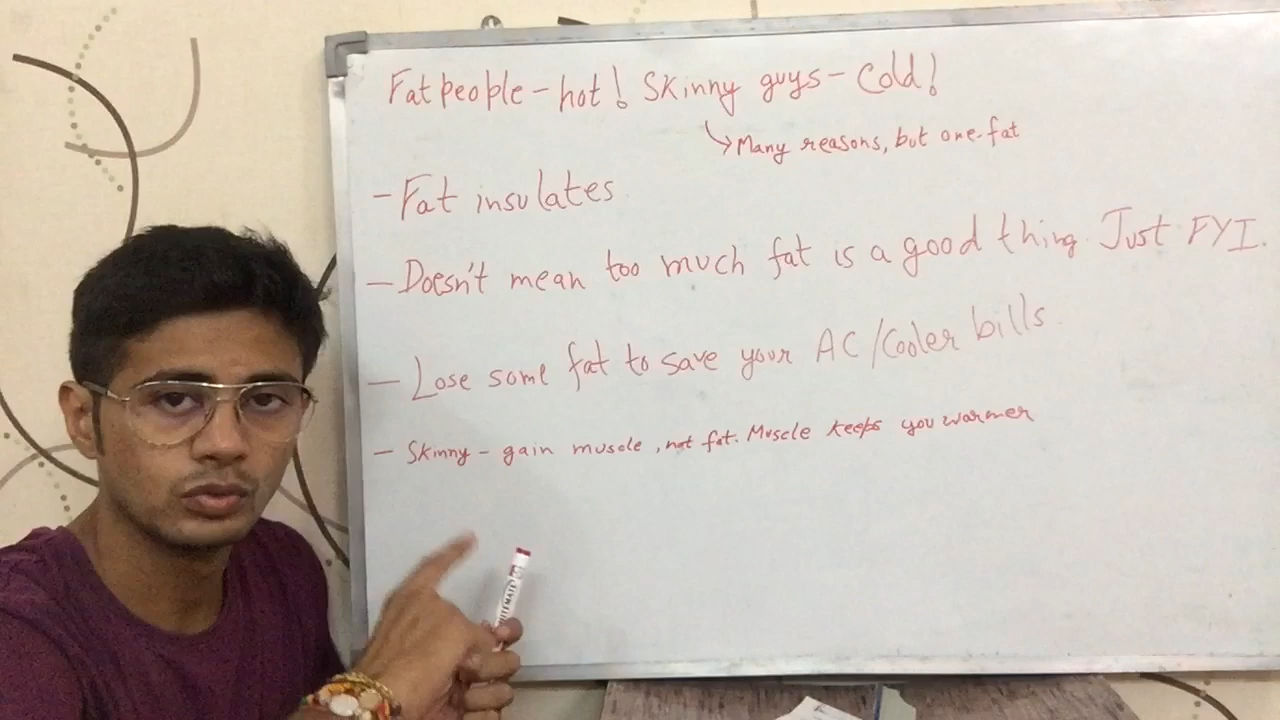 Fat people - hot! Skinny guys - Cold!
↳ Many reasons, but one-fat
- Fat insulates
- Doesn't mean too much fat is a good thing. Just FYI.
- Lose some fat to save your AC/Cooler bills.
- Skinny - gain muscle, not fat. Muscle keeps you warmer